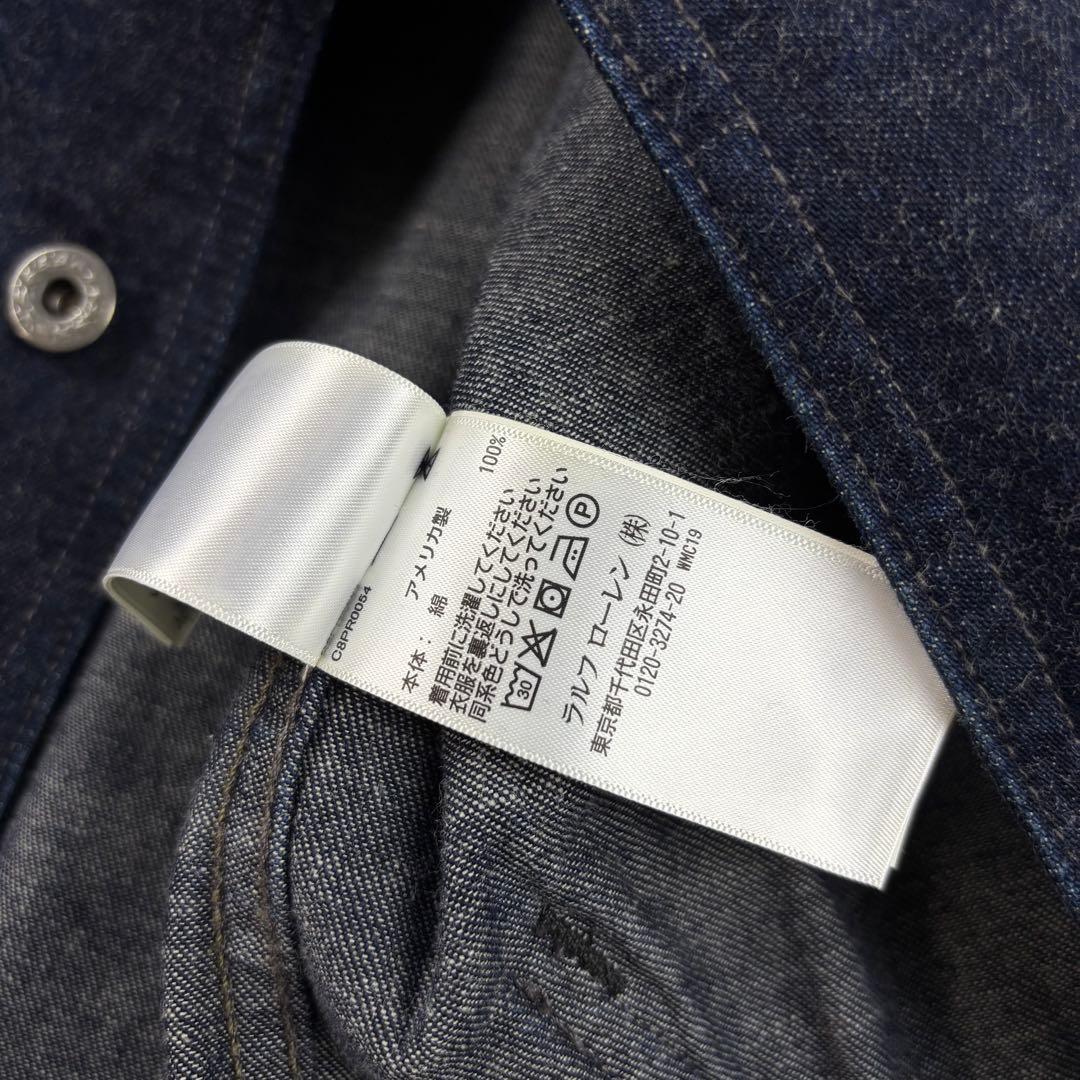 アメリカ製
本体: 綿 100%
着用前に洗濯してください
衣服を裏返しにしてください
同系色どうしで洗ってください
30 P
ラルフ ローレン (株)
東京都千代田区永田町2-10-1
0120-3274-20 WMC19
C8PR0054